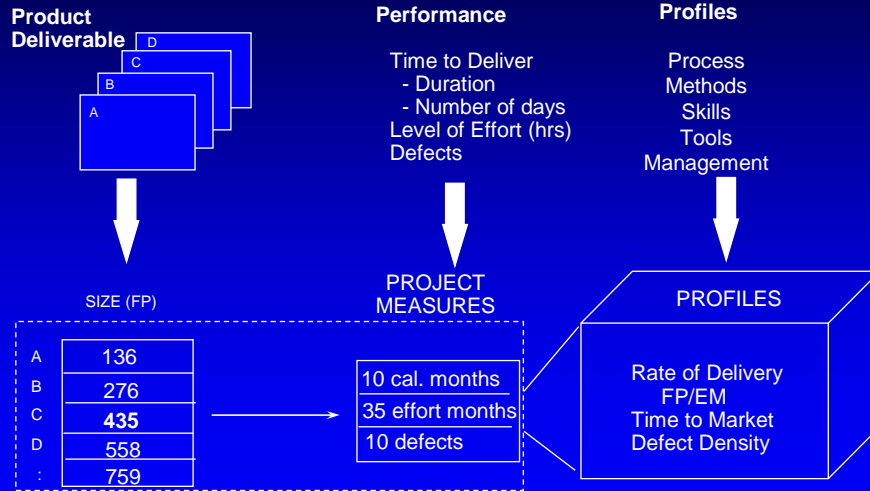 Product
Deliverable
D
C
B
A
Performance
Time to Deliver
- Duration
- Number of days
Level of Effort (hrs)
Defects
Profiles
Process
Methods
Skills
Tools
Management
SIZE (FP)
A 136
B 276
C 435
D 558
: 759
PROJECT
MEASURES
10 cal. months
35 effort months
10 defects
PROFILES
Rate of Delivery
FP/EM
Time to Market
Defect Density